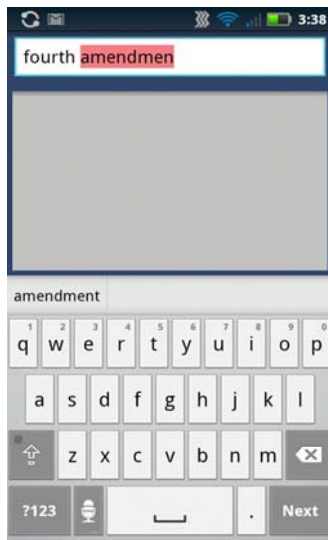 3:38
fourth amendmen
amendment
1 2 3 4 5 6 7 8 9 0
q w e r t y u i o p
a s d f g h j k l
z x c v b n m
?123 . Next